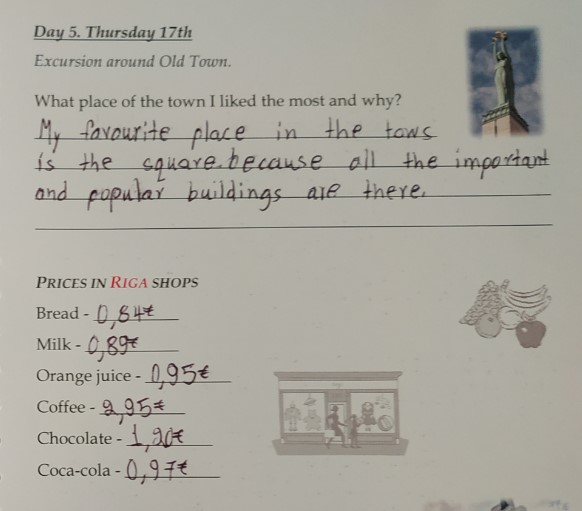 Day 5. Thursday 17th
Excursion around Old Town.
What place of the town I liked the most and why?
My favourite place in the tows
is the square because all the important
and popular buildings are there.
PRICES IN RIGA SHOPS
Bread - 0,84€
Milk - 0,89€
Orange juice - 0,95€
Coffee - 2,95€
Chocolate - 1,20€
Coca-cola - 0,97€